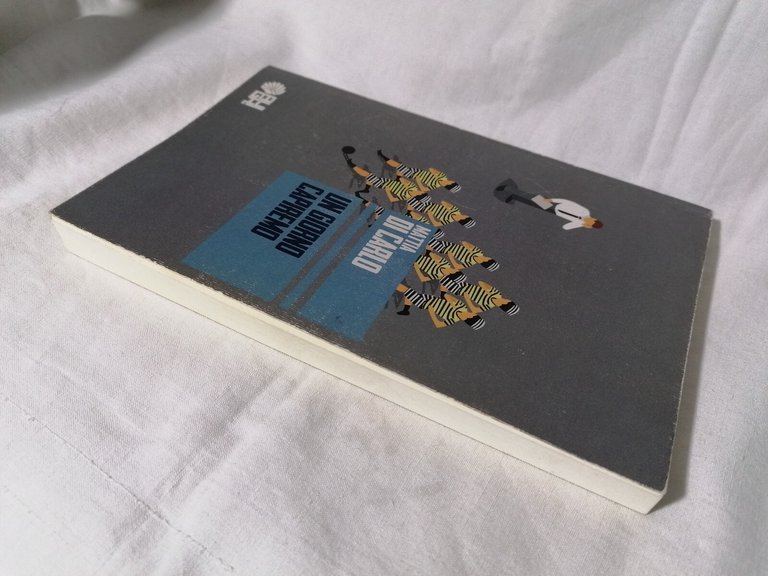 MATTIA
DI CARLO
UN GIORNO
CAPIREMO